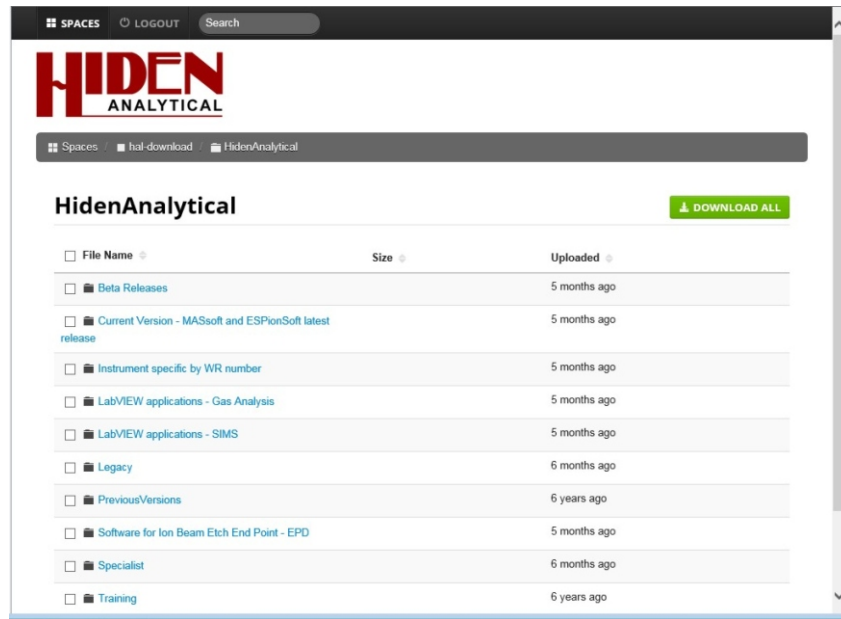 SPACES LOGOUT Search
HIDEN
ANALYTICAL
Spaces / hal-download / HidenAnalytical
HidenAnalytical DOWNLOAD ALL
File Name Size Uploaded
Beta Releases 5 months ago
Current Version - MASsoft and ESPionSoft latest 5 months ago
release
Instrument specific by WR number 5 months ago
LabVIEW applications - Gas Analysis 5 months ago
LabVIEW applications - SIMS 5 months ago
Legacy 6 months ago
PreviousVersions 6 years ago
Software for Ion Beam Etch End Point - EPD 5 months ago
Specialist 6 months ago
Training 6 years ago